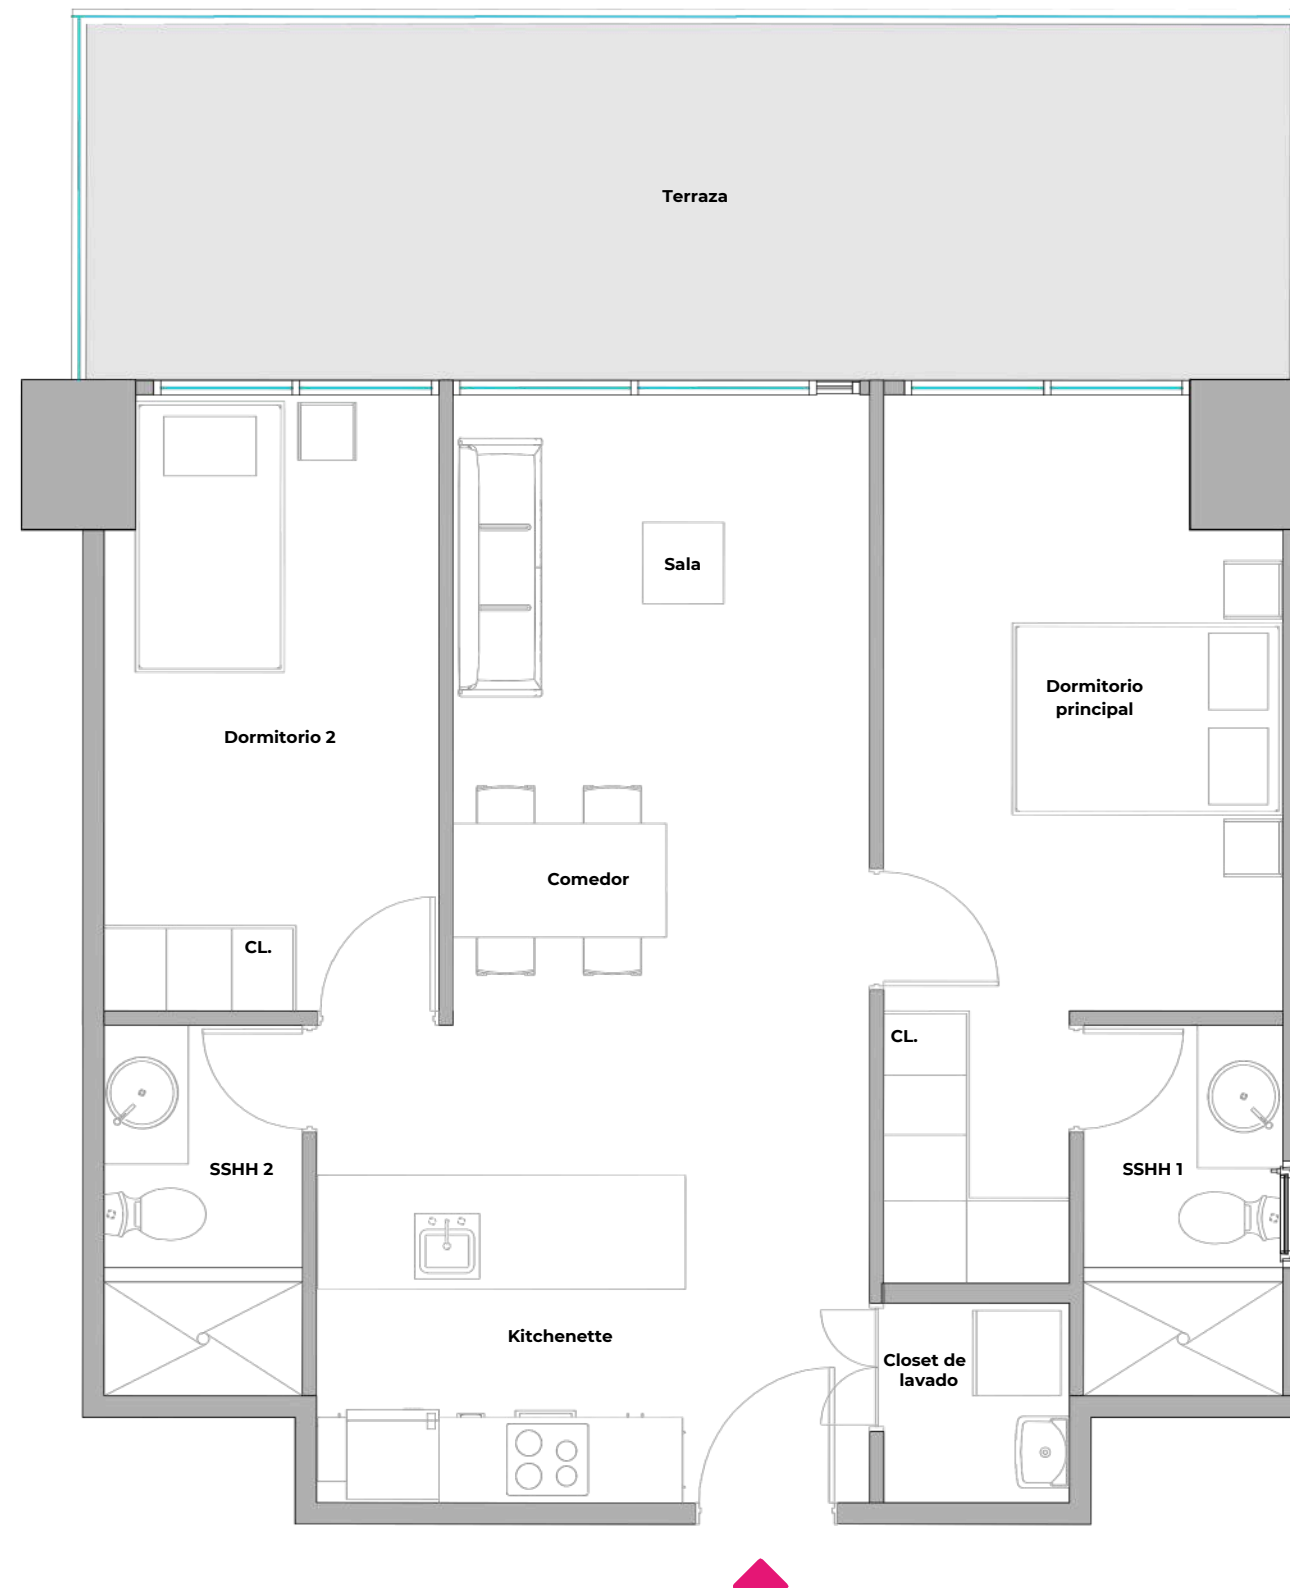 Terraza
Sala
Dormitorio
principal
Dormitorio 2
Comedor
CL.
CL.
SSHH 2
SSHH 1
Kitchenette
Closet de
lavado